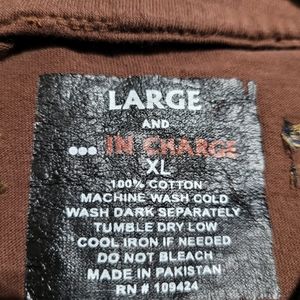 LARGE
AND
... IN CHARGE
XL
100% COTTON
MACHINE WASH COLD
WASH DARK SEPARATELY
TUMBLE DRY LOW
COOL IRON IF NEEDED
DO NOT BLEACH
MADE IN PAKISTAN
RN # 109424